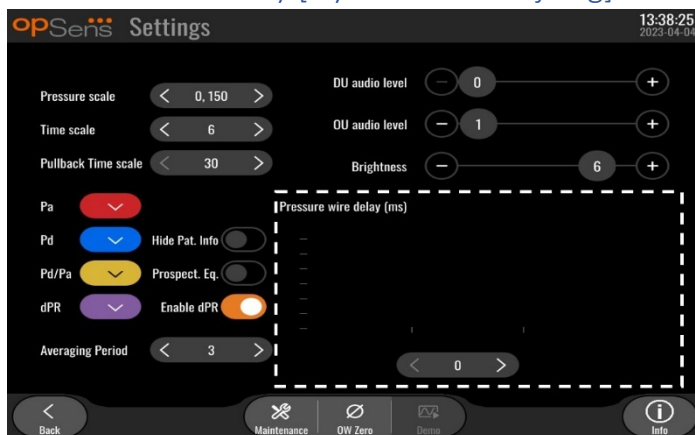 opSens Settings
13:38:25
2023-04-04
Pressure scale < 0,150 >
Time scale < 6 >
Pullback Time scale < 30 >
DU audio level − 0 +
OU audio level − 1 +
Brightness − 6 +
Pa
Pd Hide Pat. Info
Pd/Pa Prospect. Eq.
dPR Enable dPR
Averaging Period < 3 >
Pressure wire delay (ms)
< 0 >
Back
Maintenance
OW Zero
Demo
Info